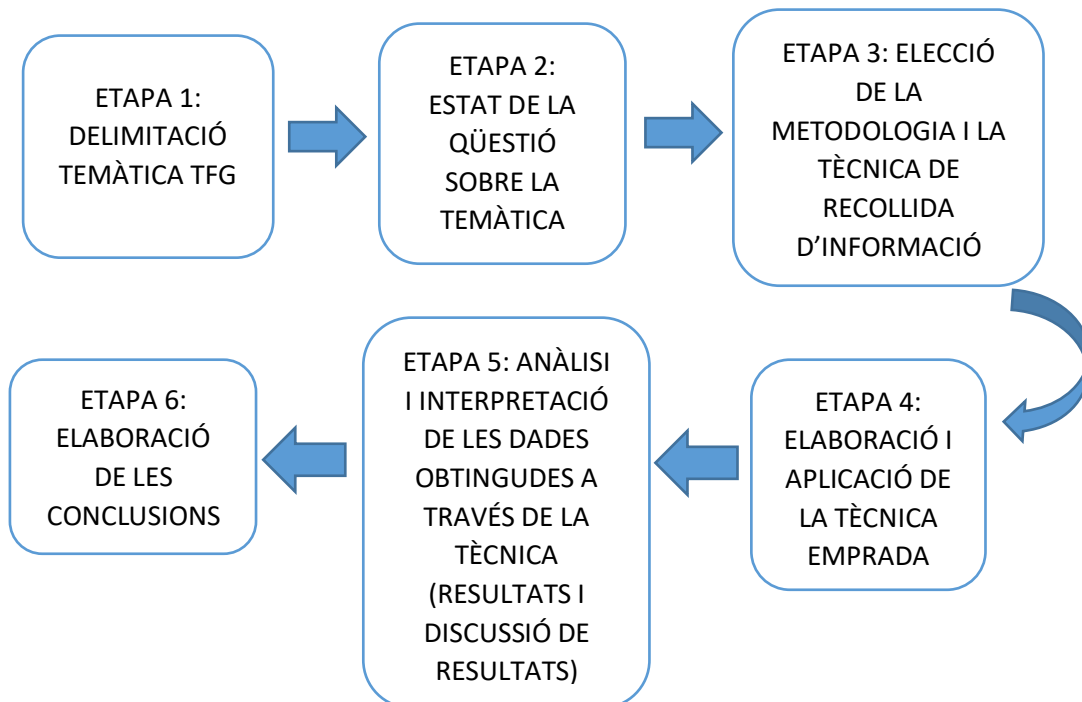 ETAPA 1:
DELIMITACIÓ
TEMÀTICA TFG
ETAPA 2:
ESTAT DE LA
QÜESTIÓ
SOBRE LA
TEMÀTICA
ETAPA 3: ELECCIÓ
DE LA
METODOLOGIA I LA
TÈCNICA DE
RECOLLIDA
D’INFORMACIÓ
ETAPA 4:
ELABORACIÓ I
APLICACIÓ DE
LA TÈCNICA
EMPRADA
ETAPA 5: ANÀLISI
I INTERPRETACIÓ
DE LES DADES
OBTINGUDES A
TRAVÉS DE LA
TÈCNICA
(RESULTATS I
DISCUSSIÓ DE
RESULTATS)
ETAPA 6:
ELABORACIÓ
DE LES
CONCLUSIONS